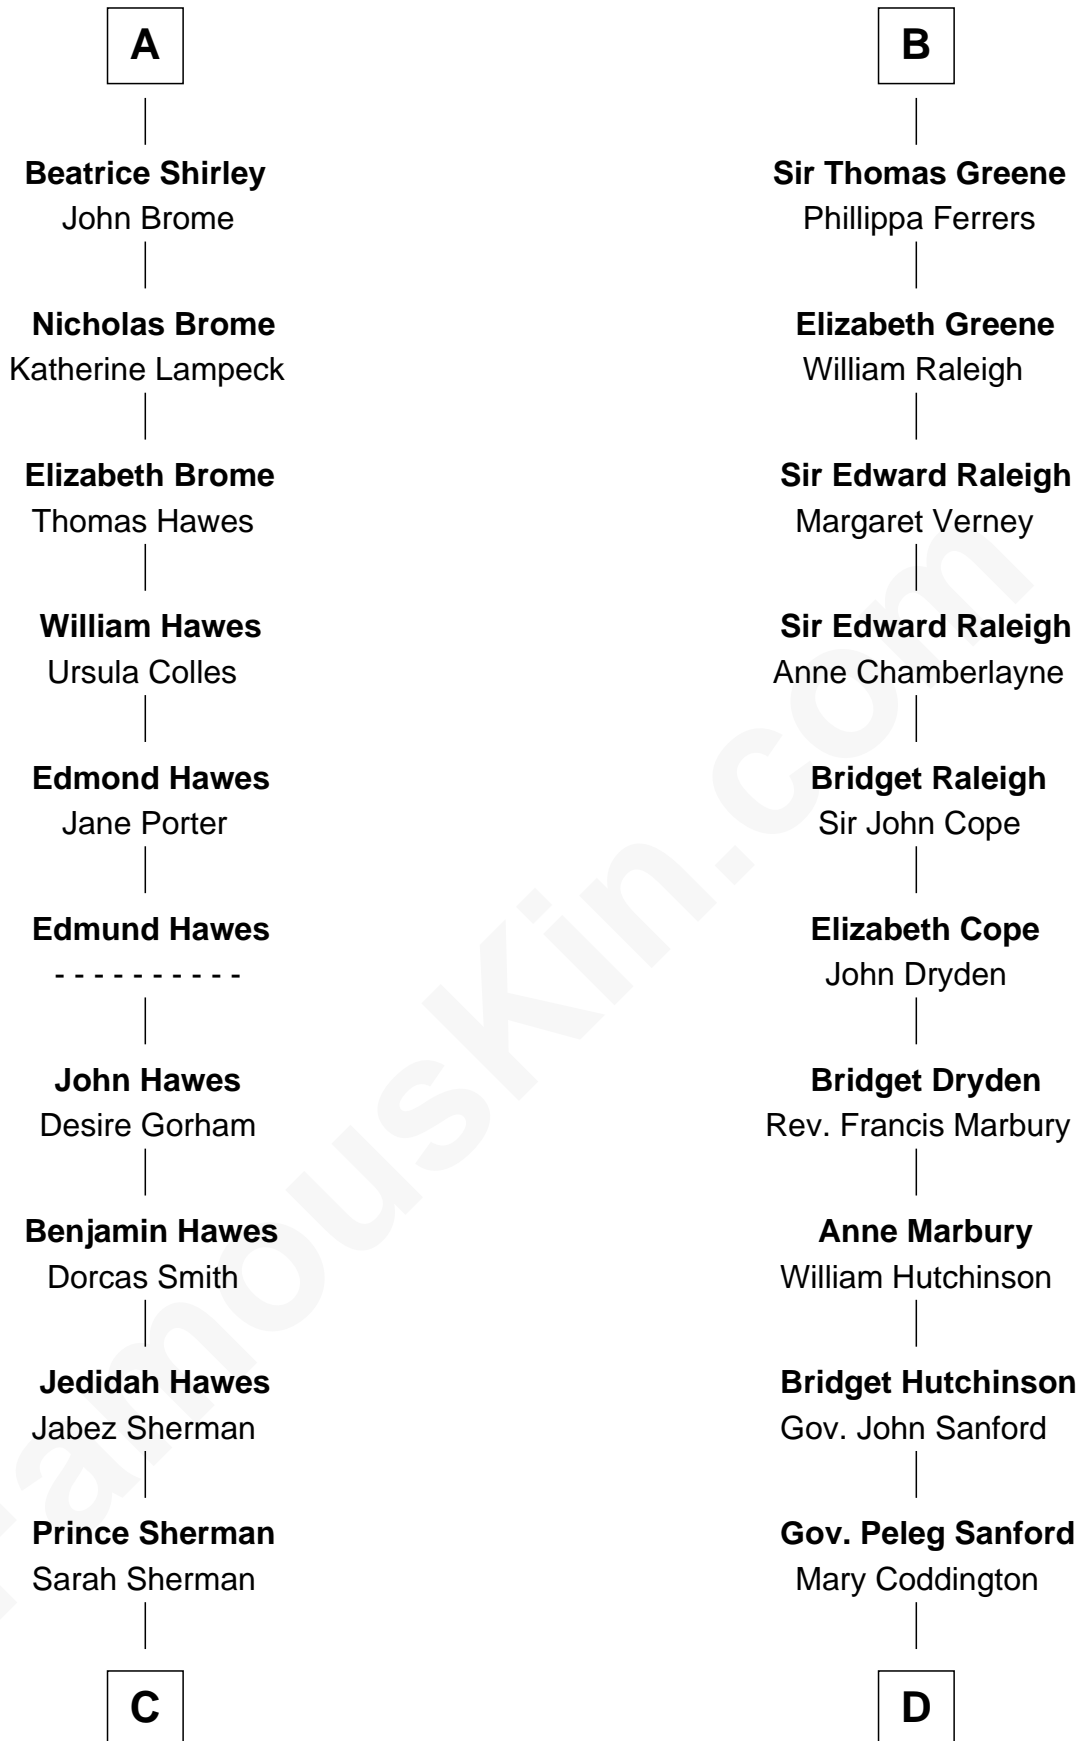 A
Beatrice Shirley
John Brome
Nicholas Brome
Katherine Lampeck
Elizabeth Brome
Thomas Hawes
William Hawes
Ursula Colles
Edmond Hawes
Jane Porter
Edmund Hawes
- - - - - - - - - -
John Hawes
Desire Gorham
Benjamin Hawes
Dorcas Smith
Jedidah Hawes
Jabez Sherman
Prince Sherman
Sarah Sherman
C
B
Sir Thomas Greene
Phillippa Ferrers
Elizabeth Greene
William Raleigh
Sir Edward Raleigh
Margaret Verney
Sir Edward Raleigh
Anne Chamberlayne
Bridget Raleigh
Sir John Cope
Elizabeth Cope
John Dryden
Bridget Dryden
Rev. Francis Marbury
Anne Marbury
William Hutchinson
Bridget Hutchinson
Gov. John Sanford
Gov. Peleg Sanford
Mary Coddington
D
FamousKin.com